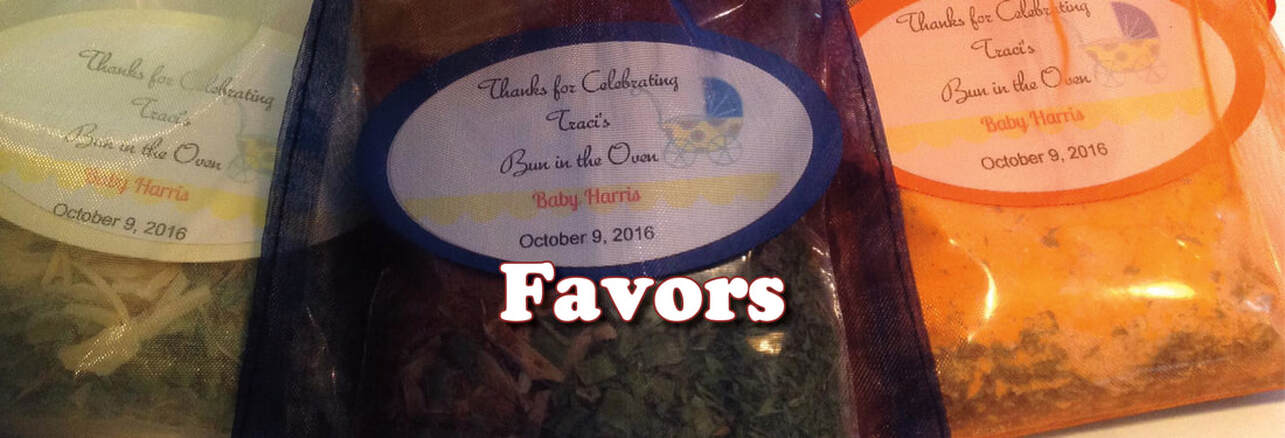 Thanks for Celebrating
Traci's
Bun in the Oven
Baby Harris
October 9, 2016
Thanks for Celebrating
Traci's
Bun in the Oven
Baby Harris
October 9, 2016
Thanks for Celebrating
Traci's
Bun in the Oven
Baby Harris
October 9, 2016
Favors